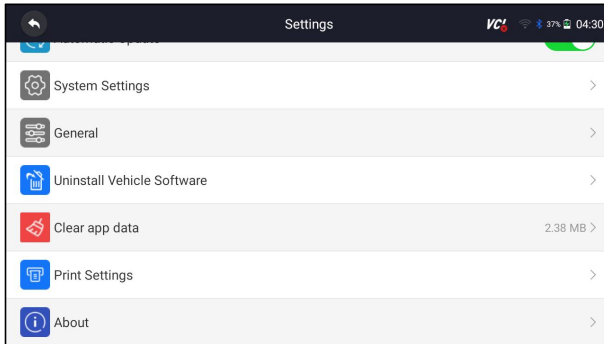 Settings
VCI 37% 04:30
System Settings
General
Uninstall Vehicle Software
Clear app data 2.38 MB
Print Settings
About